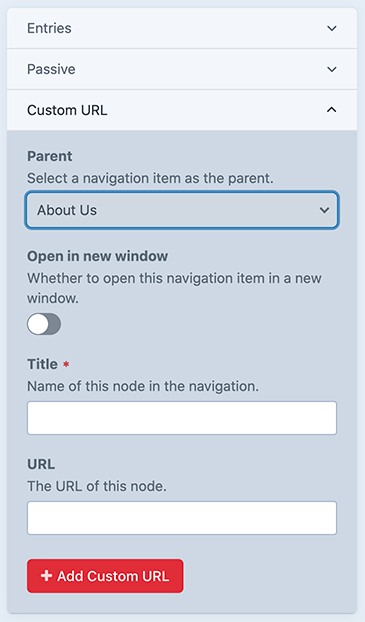 Entries
Passive
Custom URL
Parent
Select a navigation item as the parent.
About Us
Open in new window
Whether to open this navigation item in a new
window.
Title *
Name of this node in the navigation.
URL
The URL of this node.
+ Add Custom URL